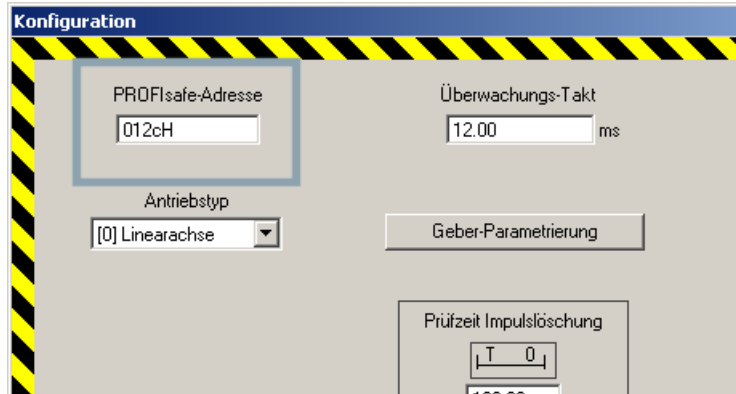 Konfiguration
PROFIsafe-Adresse
012cH
Überwachungs-Takt
12.00 ms
Antriebstyp
[0] Linearachse
Geber-Parametrierung
Prüfzeit Impulslöschung
T 0